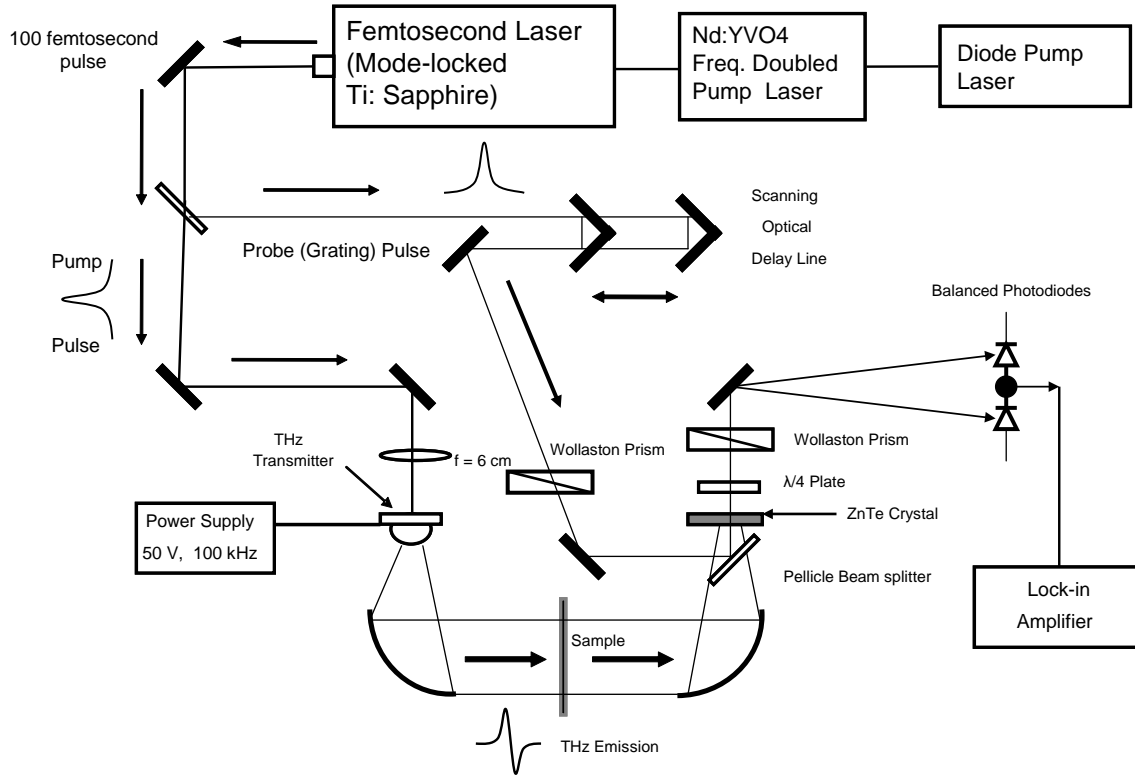 100 femtosecond
pulse
Femtosecond Laser
(Mode-locked
Ti: Sapphire)
Nd:YVO4
Freq. Doubled
Pump Laser
Diode Pump
Laser
Scanning
Optical
Delay Line
Probe (Grating) Pulse
Pump
Pulse
Balanced Photodiodes
THz
Transmitter
f = 6 cm
Wollaston Prism
Wollaston Prism
λ/4 Plate
ZnTe Crystal
Power Supply
50 V, 100 kHz
Pellicle Beam splitter
Lock-in
Amplifier
Sample
THz Emission